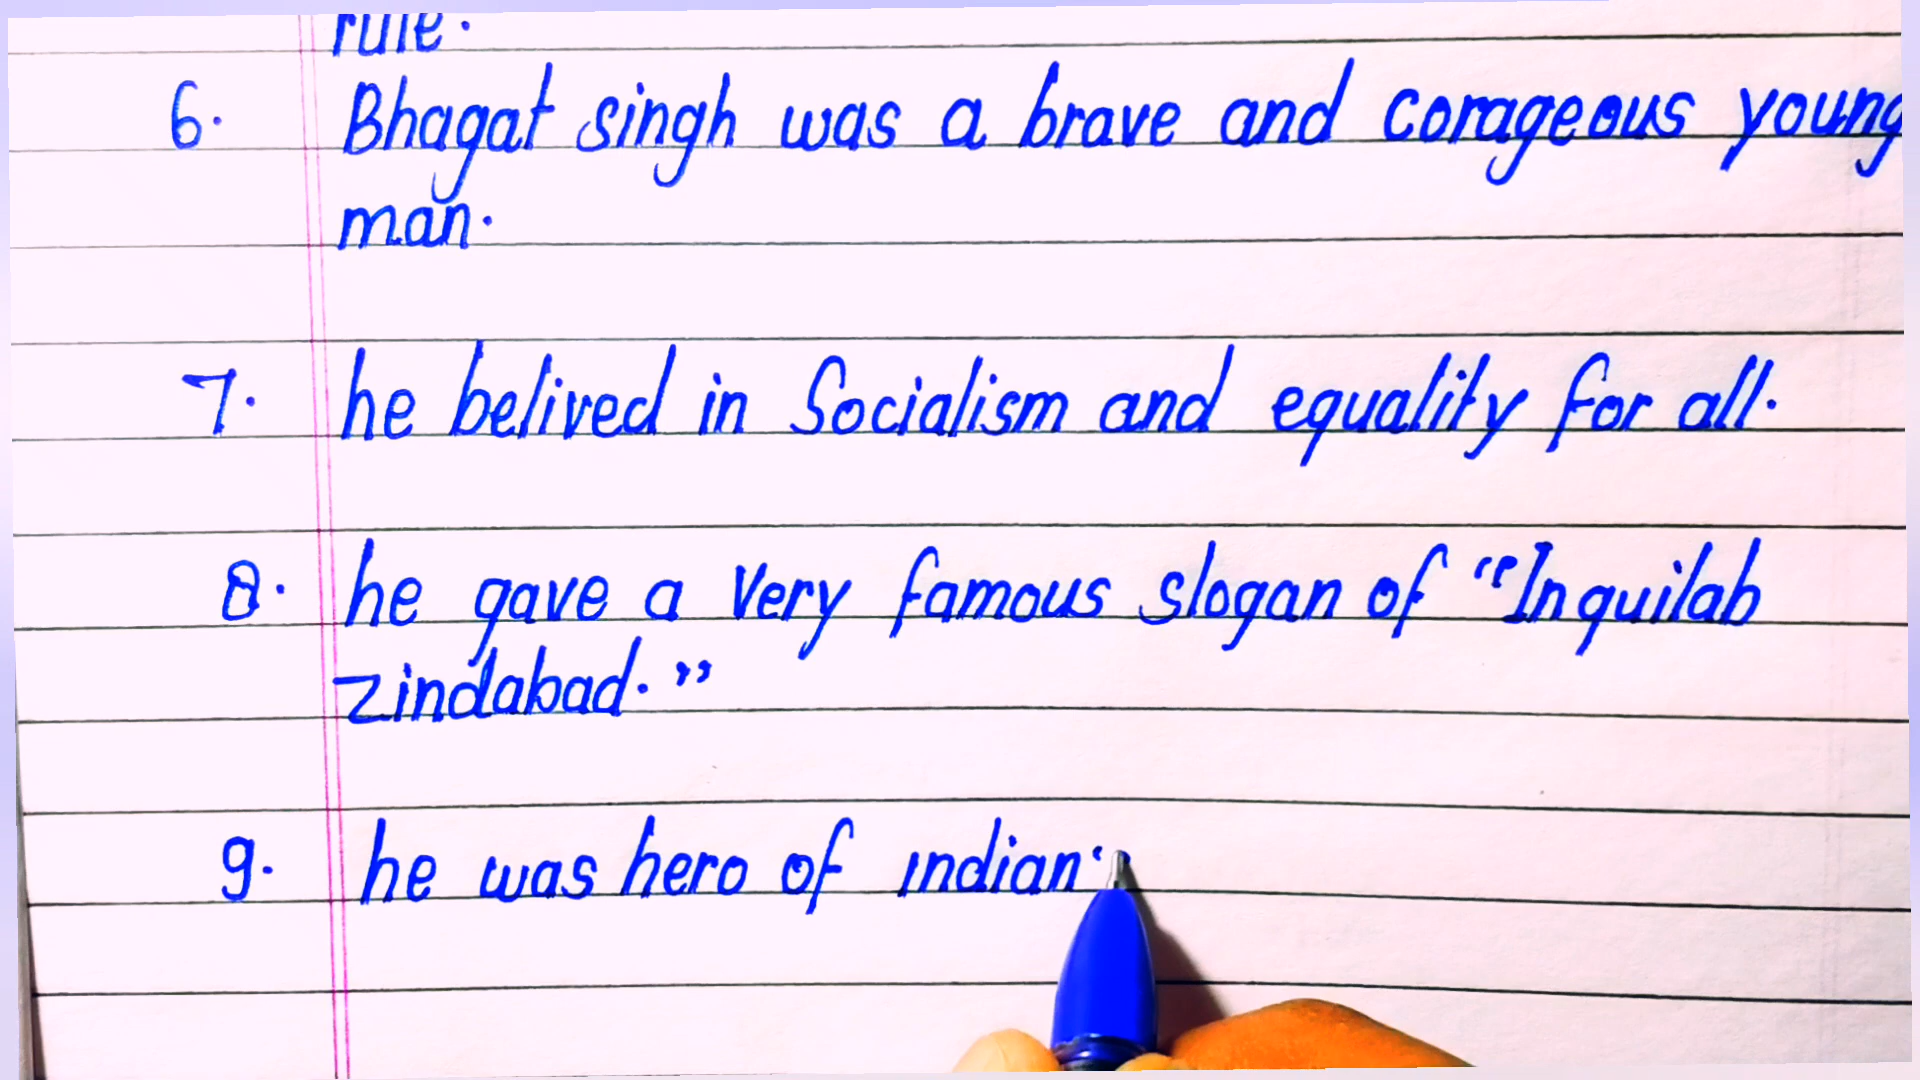 rule.
6. Bhagat singh was a brave and corageous young
man.
7. he belived in Socialism and equality for all.
8. he gave a Very famous slogan of "Inquilab
zindabad."
9. he was hero of indian